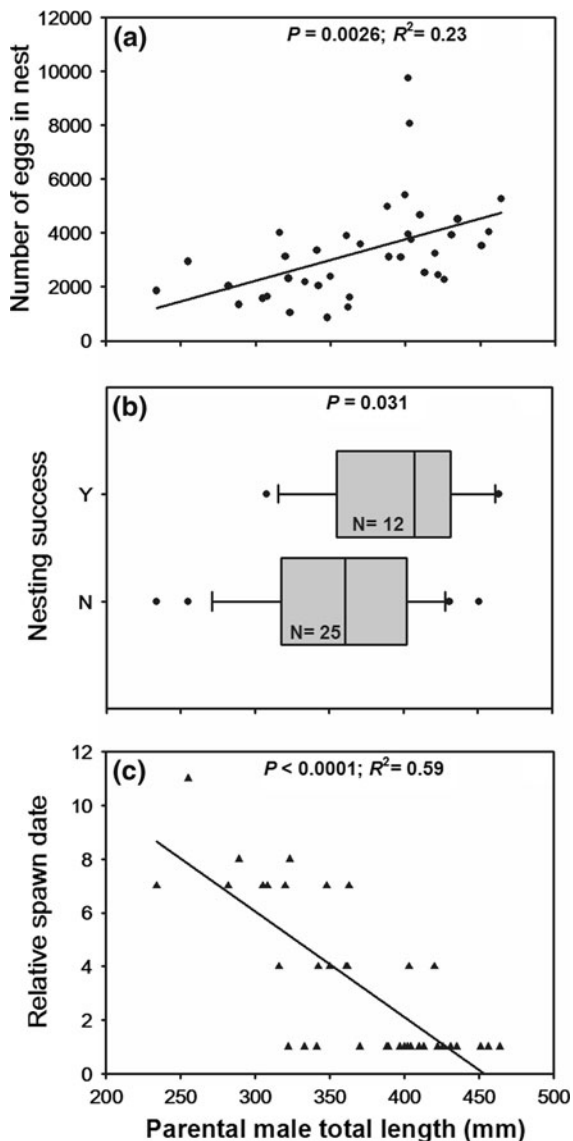 (a)
P = 0.0026; R²= 0.23
Number of eggs in nest
12000
10000
8000
6000
4000
2000
0
(b)
P = 0.031
Nesting success
Y
N= 12
N
N= 25
(c)
P < 0.0001; R²= 0.59
Relative spawn date
12
10
8
6
4
2
0
200 250 300 350 400 450 500
Parental male total length (mm)